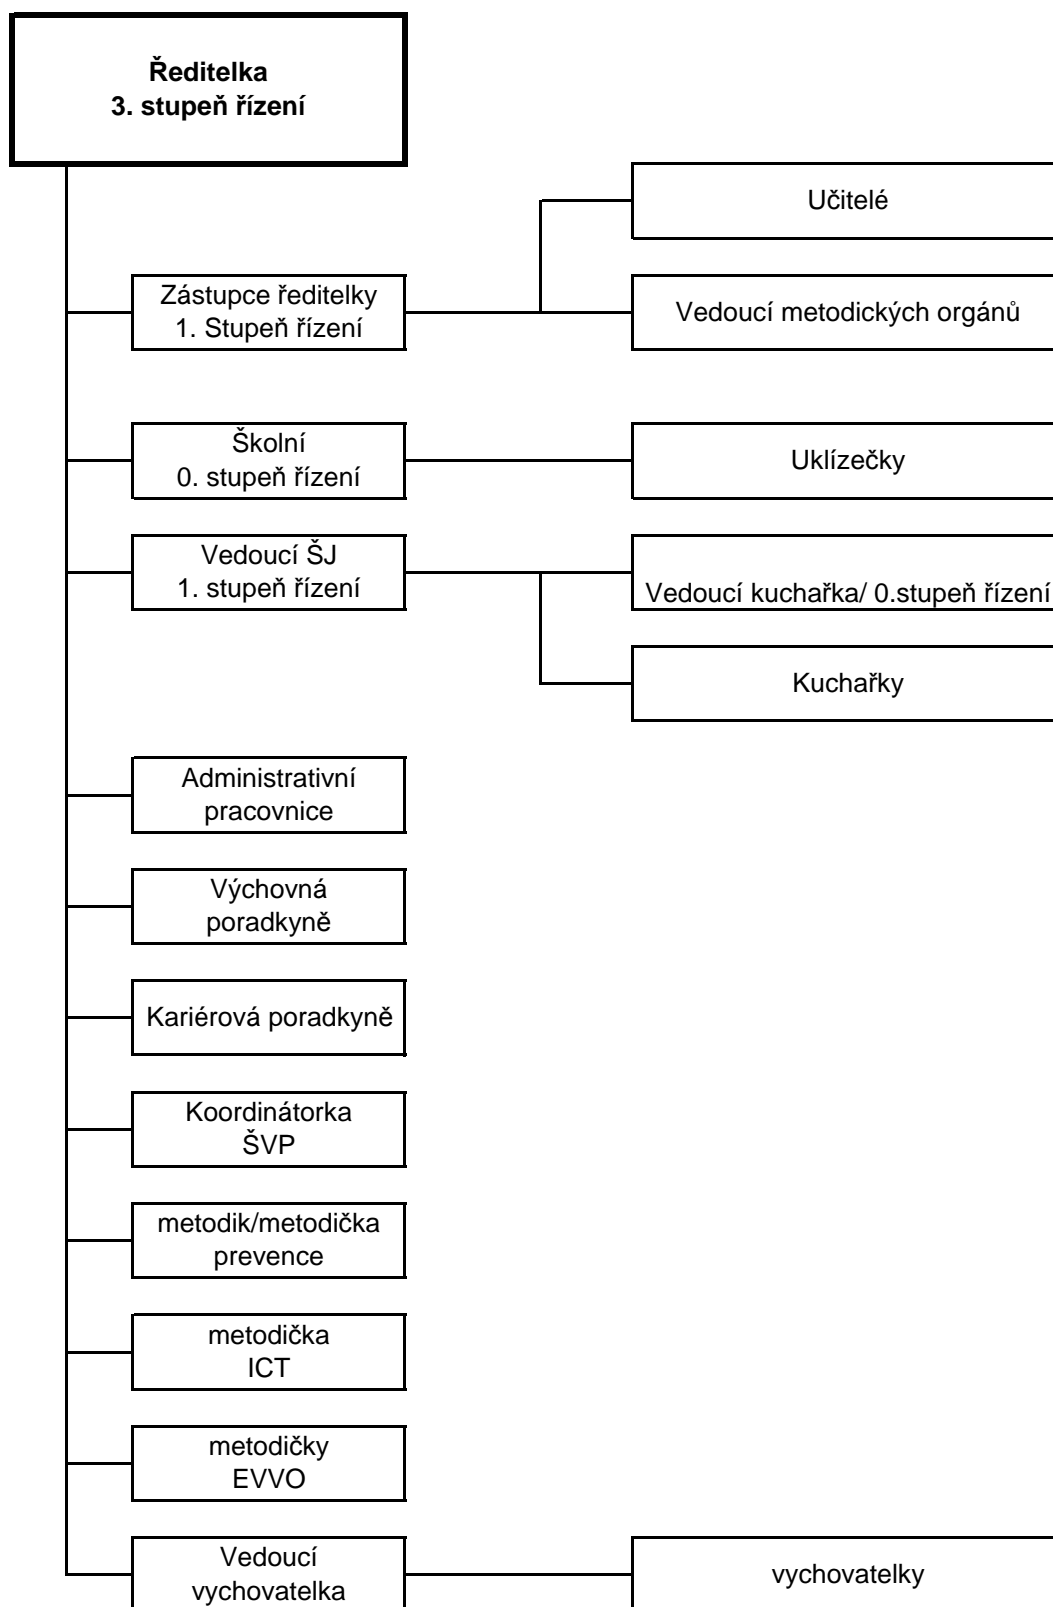 Ředitelka
3. stupeň řízení
Učitelé
Zástupce ředitelky
1. Stupeň řízení
Vedoucí metodických orgánů
Školní
0. stupeň řízení
Uklízečky
Vedoucí ŠJ
1. stupeň řízení
Vedoucí kuchařka/ 0.stupeň řízení
Kuchařky
Administrativní
pracovnice
Výchovná
poradkyně
Kariérová poradkyně
Koordinátorka
ŠVP
metodik/metodička
prevence
metodička
ICT
metodičky
EVVO
Vedoucí
vychovatelka
vychovatelky